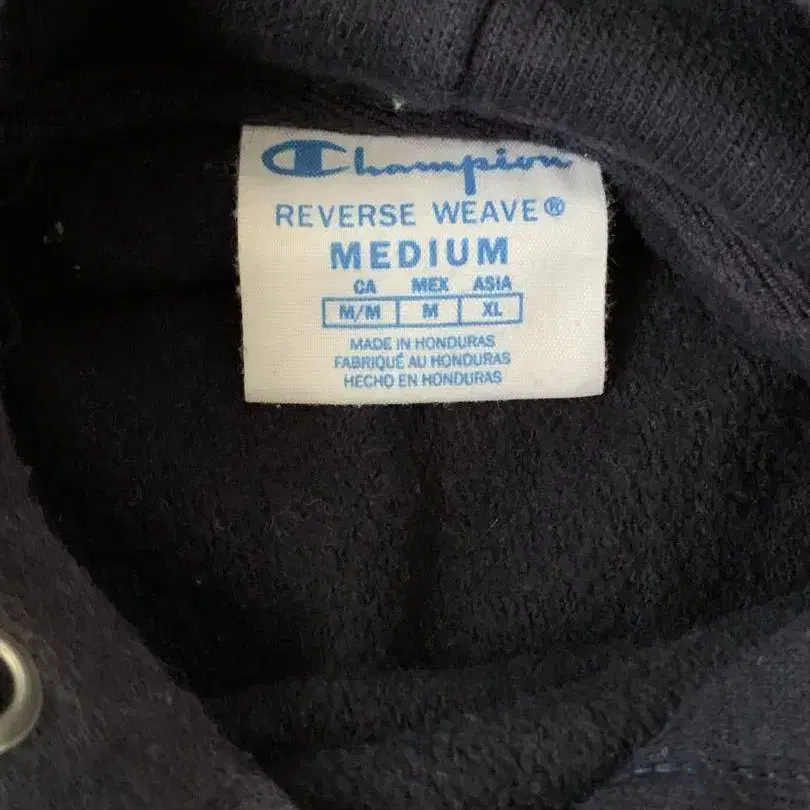 Champion
REVERSE WEAVE®
MEDIUM
CA MEX ASIA
M/M M XL
MADE IN HONDURAS
FABRIQUÉ AU HONDURAS
HECHO EN HONDURAS